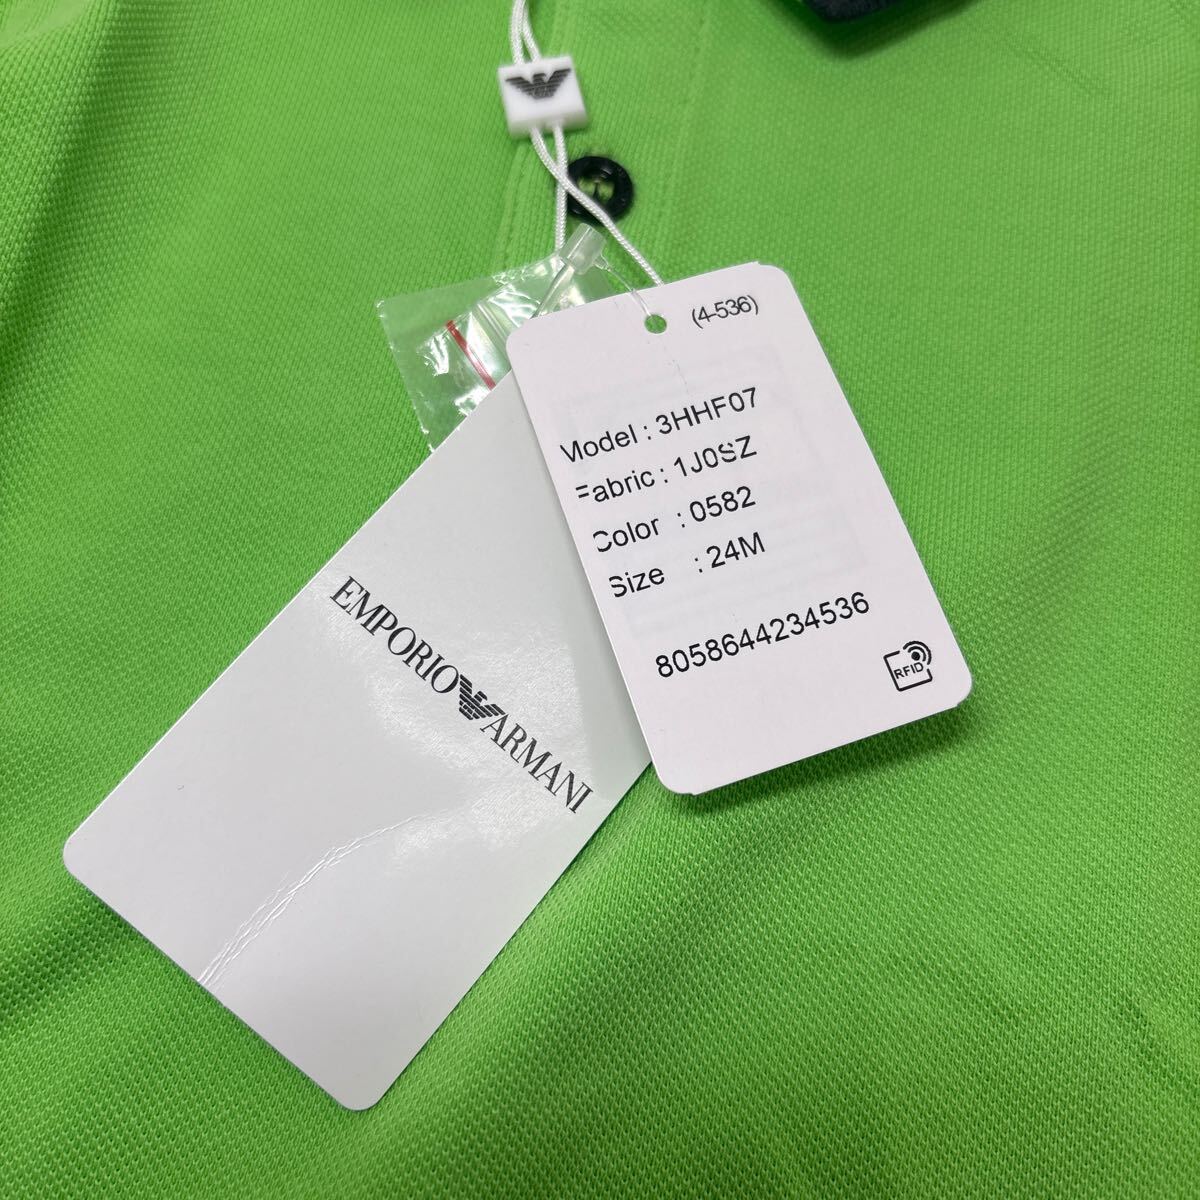 (4-536)
Model : 3HHF07
Fabric : 1J0SZ
Color : 0582
Size : 24M
8058644234536
RFID
EMPORIO ARMANI